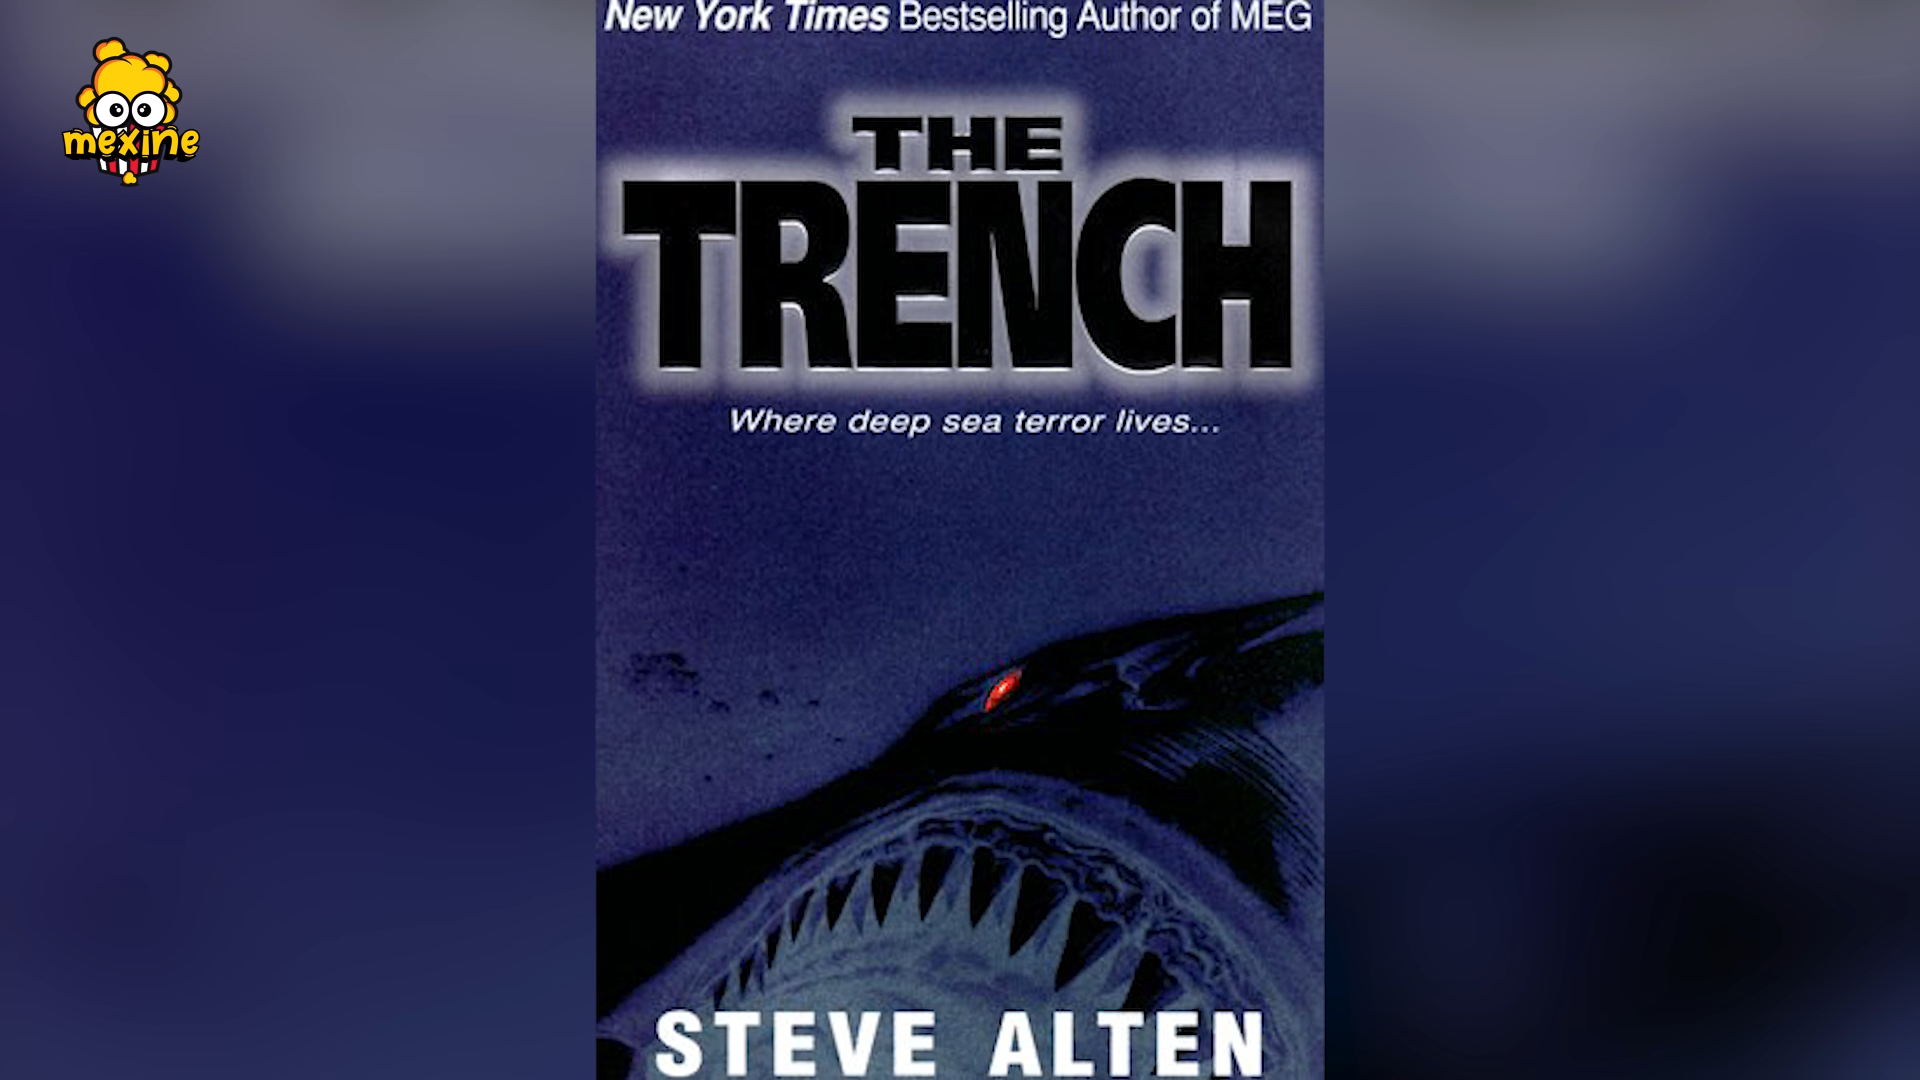 New York Times Bestselling Author of MEG
mexine
THE
TRENCH
Where deep sea terror lives...
STEVE ALTEN